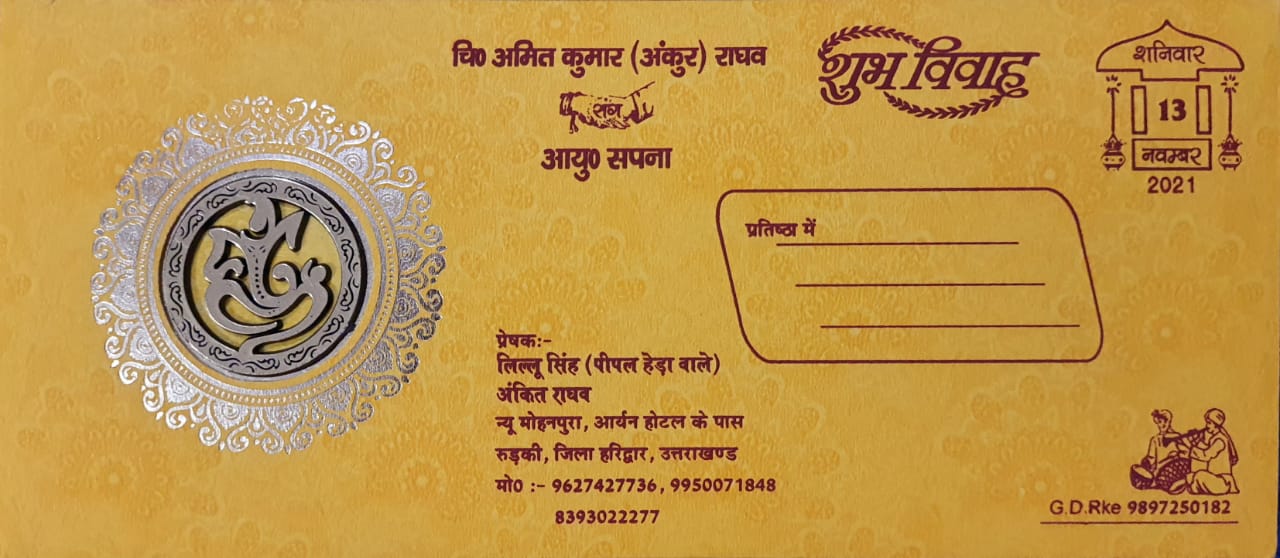 चि० अमित कुमार (अंकुर) राघव
संग
आयु० सपना
शुभ विवाह
शनिवार
13
नवम्बर
2021
प्रतिष्ठा में
प्रेषकः-
लिल्लू सिंह (पीपल हेड़ा वाले)
अंकित राघव
न्यू मोहनपुरा, आर्यन होटल के पास
रुड़की, जिला हरिद्वार, उत्तराखण्ड
मो० :- 9627427736, 9950071848
8393022277
G.D.Rke 9897250182